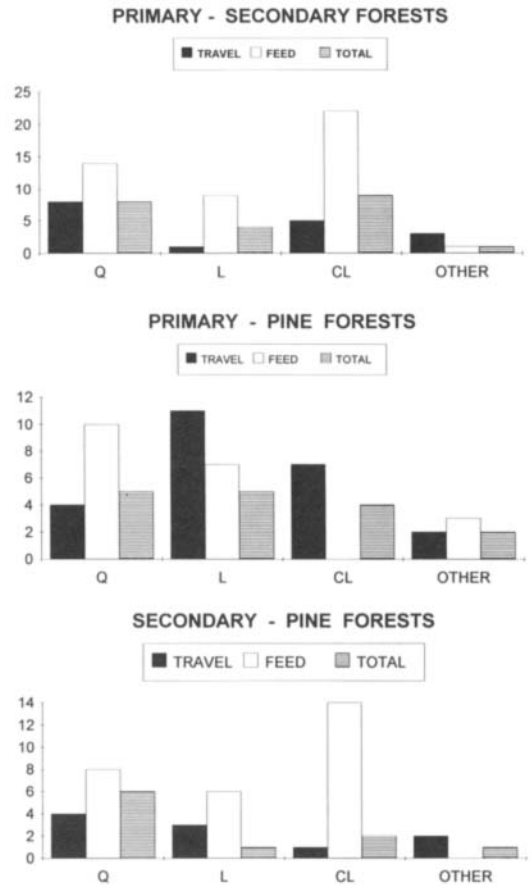 PRIMARY - SECONDARY FORESTS
TRAVEL FEED TOTAL
25
20
15
10
5
0
Q L CL OTHER
PRIMARY - PINE FORESTS
TRAVEL FEED TOTAL
12
10
8
6
4
2
0
Q L CL OTHER
SECONDARY - PINE FORESTS
TRAVEL FEED TOTAL
14
12
10
8
6
4
2
0
Q L CL OTHER